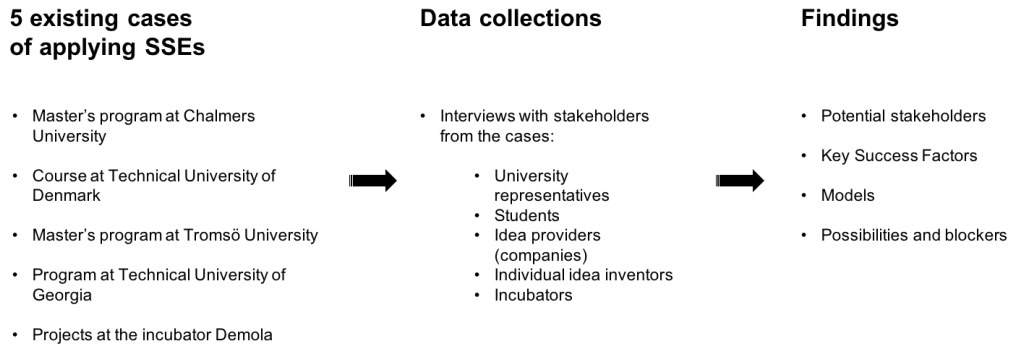 5 existing cases
of applying SSEs
• Master's program at Chalmers
University
• Course at Technical University of
Denmark
• Master's program at Tromsö University
• Program at Technical University of
Georgia
• Projects at the incubator Demola
Data collections
• Interviews with stakeholders
from the cases:
• University
representatives
• Students
• Idea providers
(companies)
• Individual idea inventors
• Incubators
Findings
• Potential stakeholders
• Key Success Factors
• Models
• Possibilities and blockers